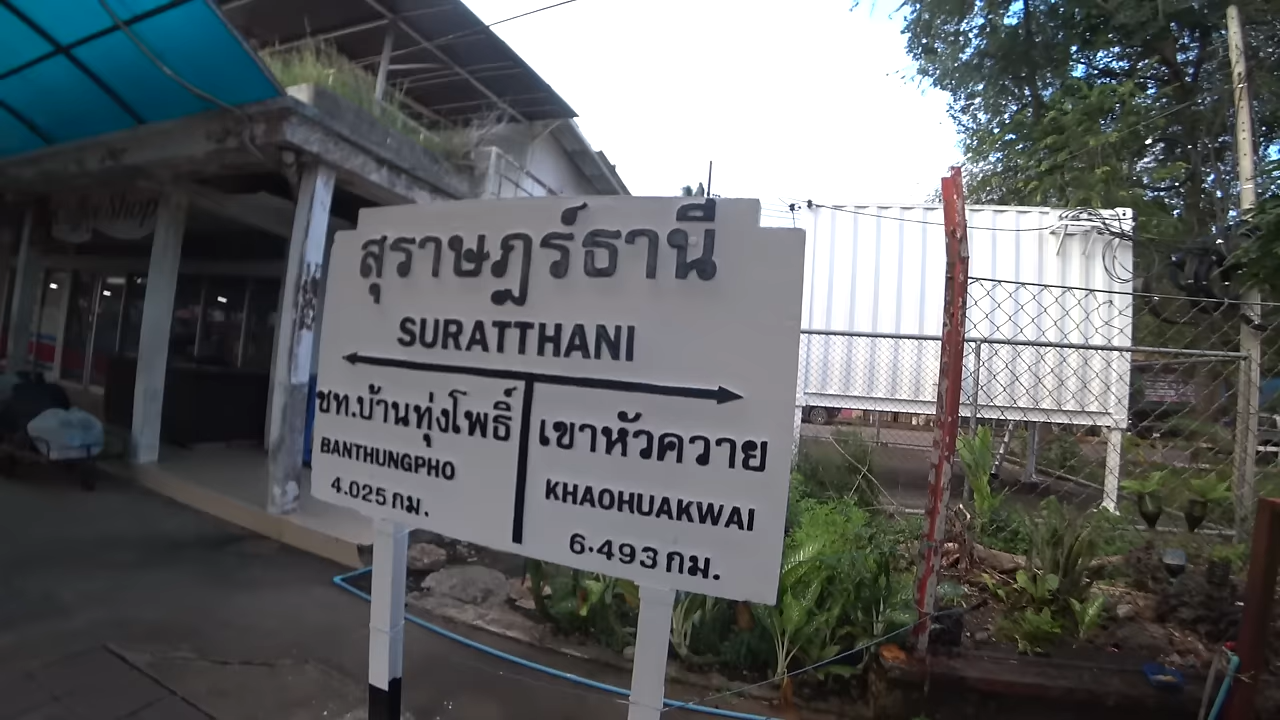 Coffee Shop
สุราษฎร์ธานี
SURATTHANI
ชท.บ้านทุ่งโพธิ์
BANTHUNGPHO
4.025 กม.
เขาหัวควาย
KHAOHUAKWAI
6.493 กม.